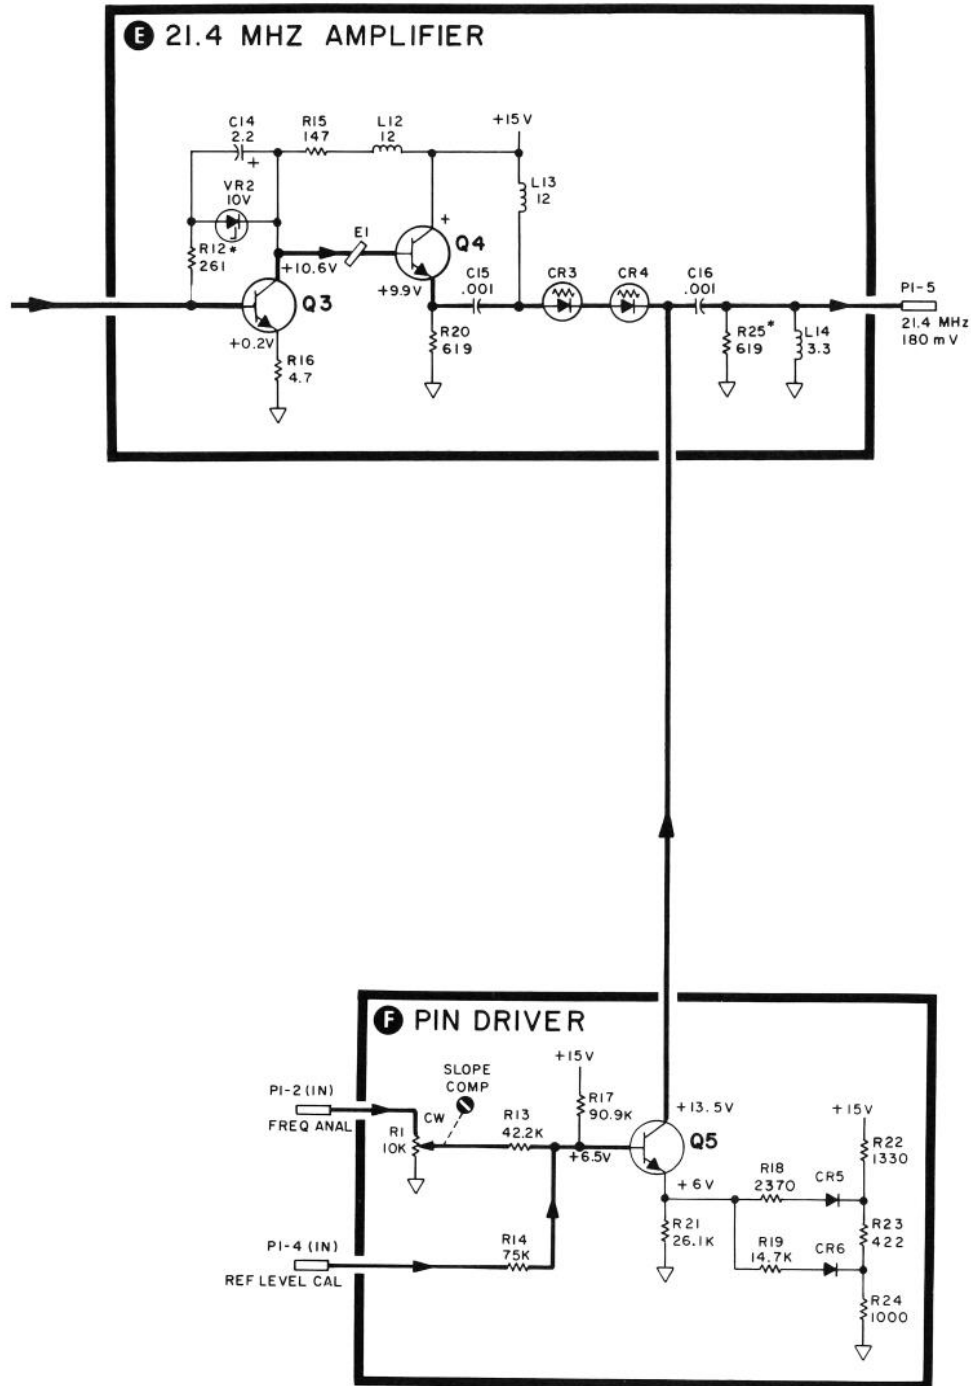 E 21.4 MHZ AMPLIFIER
C14
2.2
+
R15
147
L12
12
+15V
L13
12
VR2
10V
R12*
261
+10.6V
E1
+
Q4
Q3
+9.9V
C15
.001
CR3
CR4
C16
.001
P1-5
21.4 MHz
180 mV
+0.2V
R16
4.7
R20
619
R25*
619
L14
3.3
F PIN DRIVER
+15V
SLOPE
COMP
P1-2 (IN)
FREQ ANAL
CW
R1
10K
R13
42.2K
R17
90.9K
+6.5V
+13.5V
Q5
+15V
R22
1330
+6V
R18
2370
CR5
R21
26.1K
R23
422
R19
14.7K
CR6
P1-4 (IN)
REF LEVEL CAL
R14
75K
R24
1000